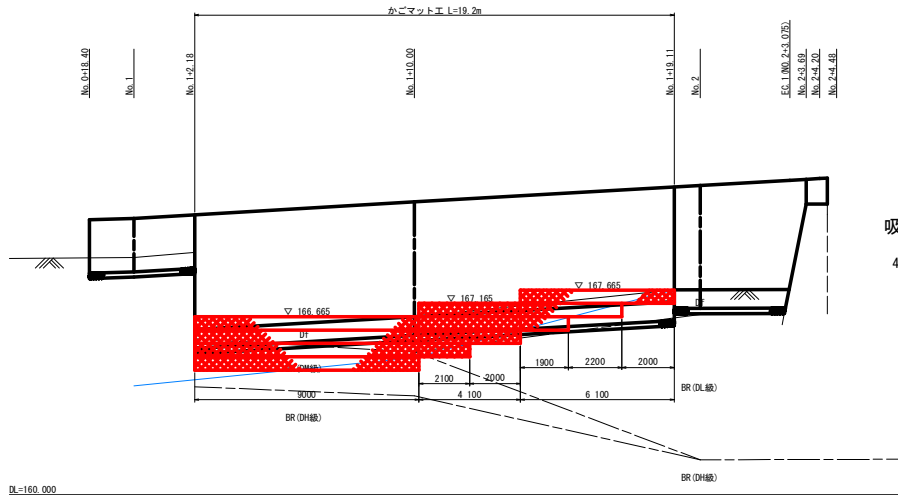 かごマット工 L=19.2m
No.0+18.40
No.1
No.1+2.18
No.1+10.00
No.1+19.11
No.2
EC.1(NO.2+3.075)
No.2+3.69
No.2+4.20
No.2+4.48
吸
4
▽ 167.665
▽ 167.165
▽ 166.665
Dt
Dt
(DH級)
1900
2200
2000
2100
2000
9000
4 100
6 100
BR(DL級)
BR(DH級)
BR(DH級)
DL=160.000